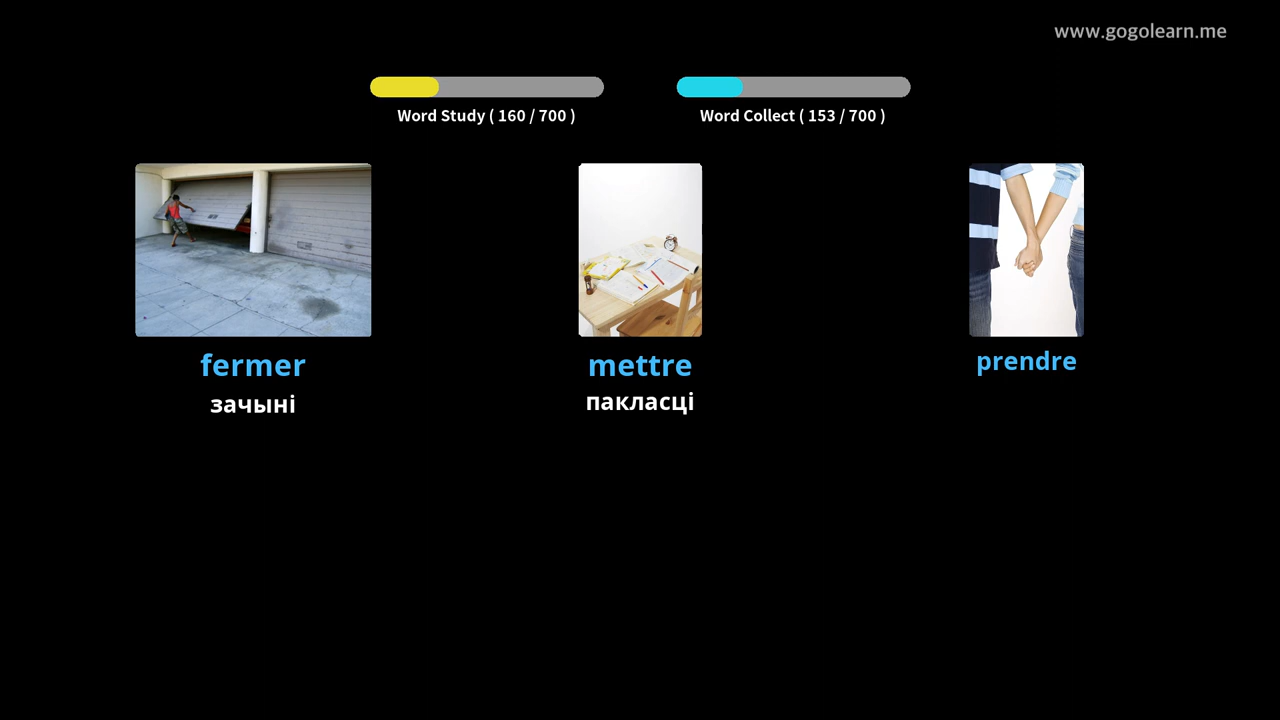 www.gogolearn.me
Word Study ( 160 / 700 )
Word Collect ( 153 / 700 )
fermer
зачыні
mettre
пакласці
prendre